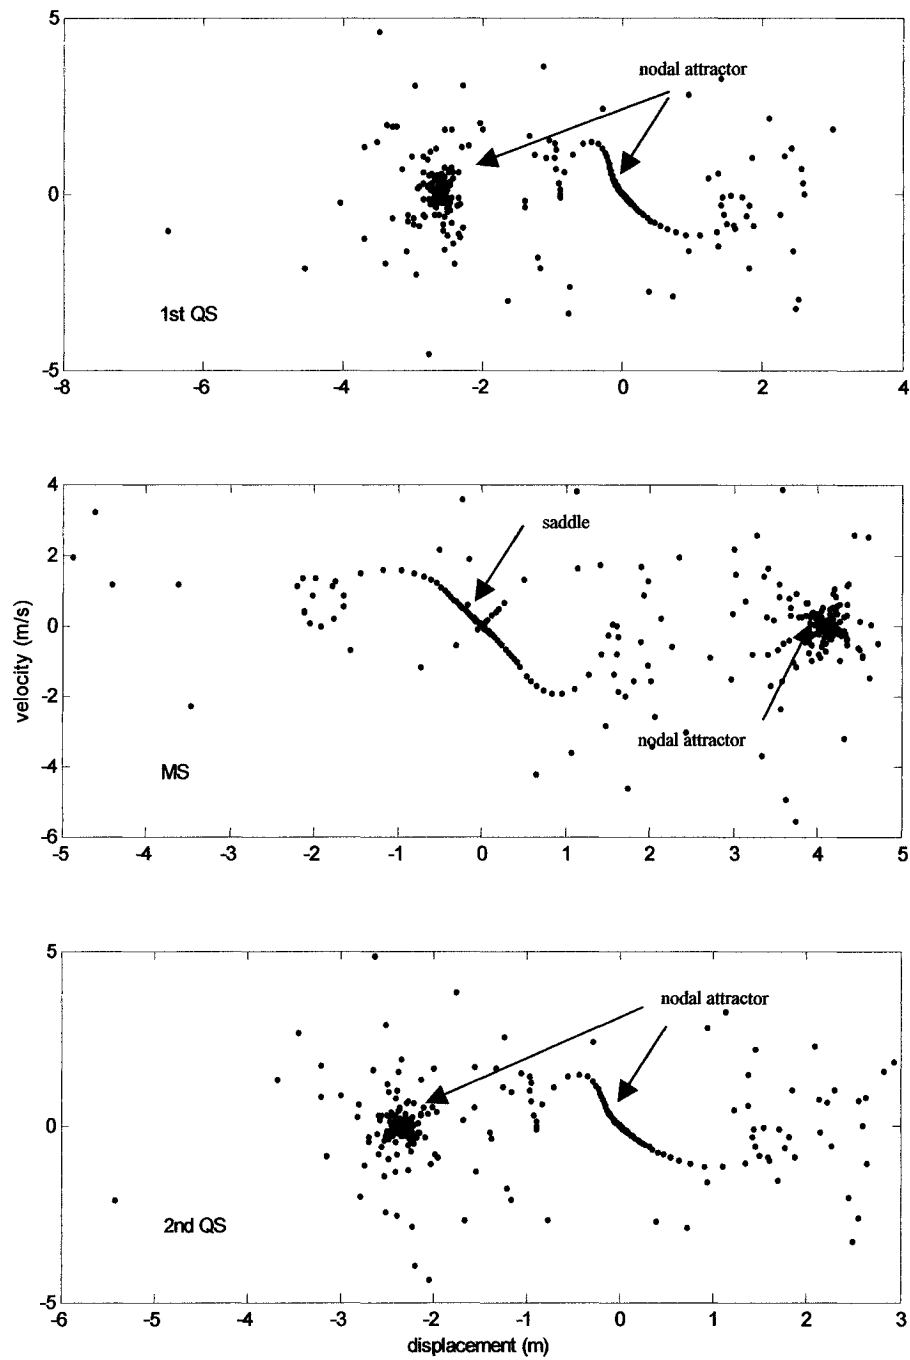 5
nodal attractor
0
1st QS
-5
-8 -6 -4 -2 0 2 4
4
saddle
2
0
velocity (m/s)
-2
nodal attractor
-4
MS
-6
-5 -4 -3 -2 -1 0 1 2 3 4 5
5
nodal attractor
0
2nd QS
-5
-6 -5 -4 -3 -2 -1 0 1 2 3
displacement (m)